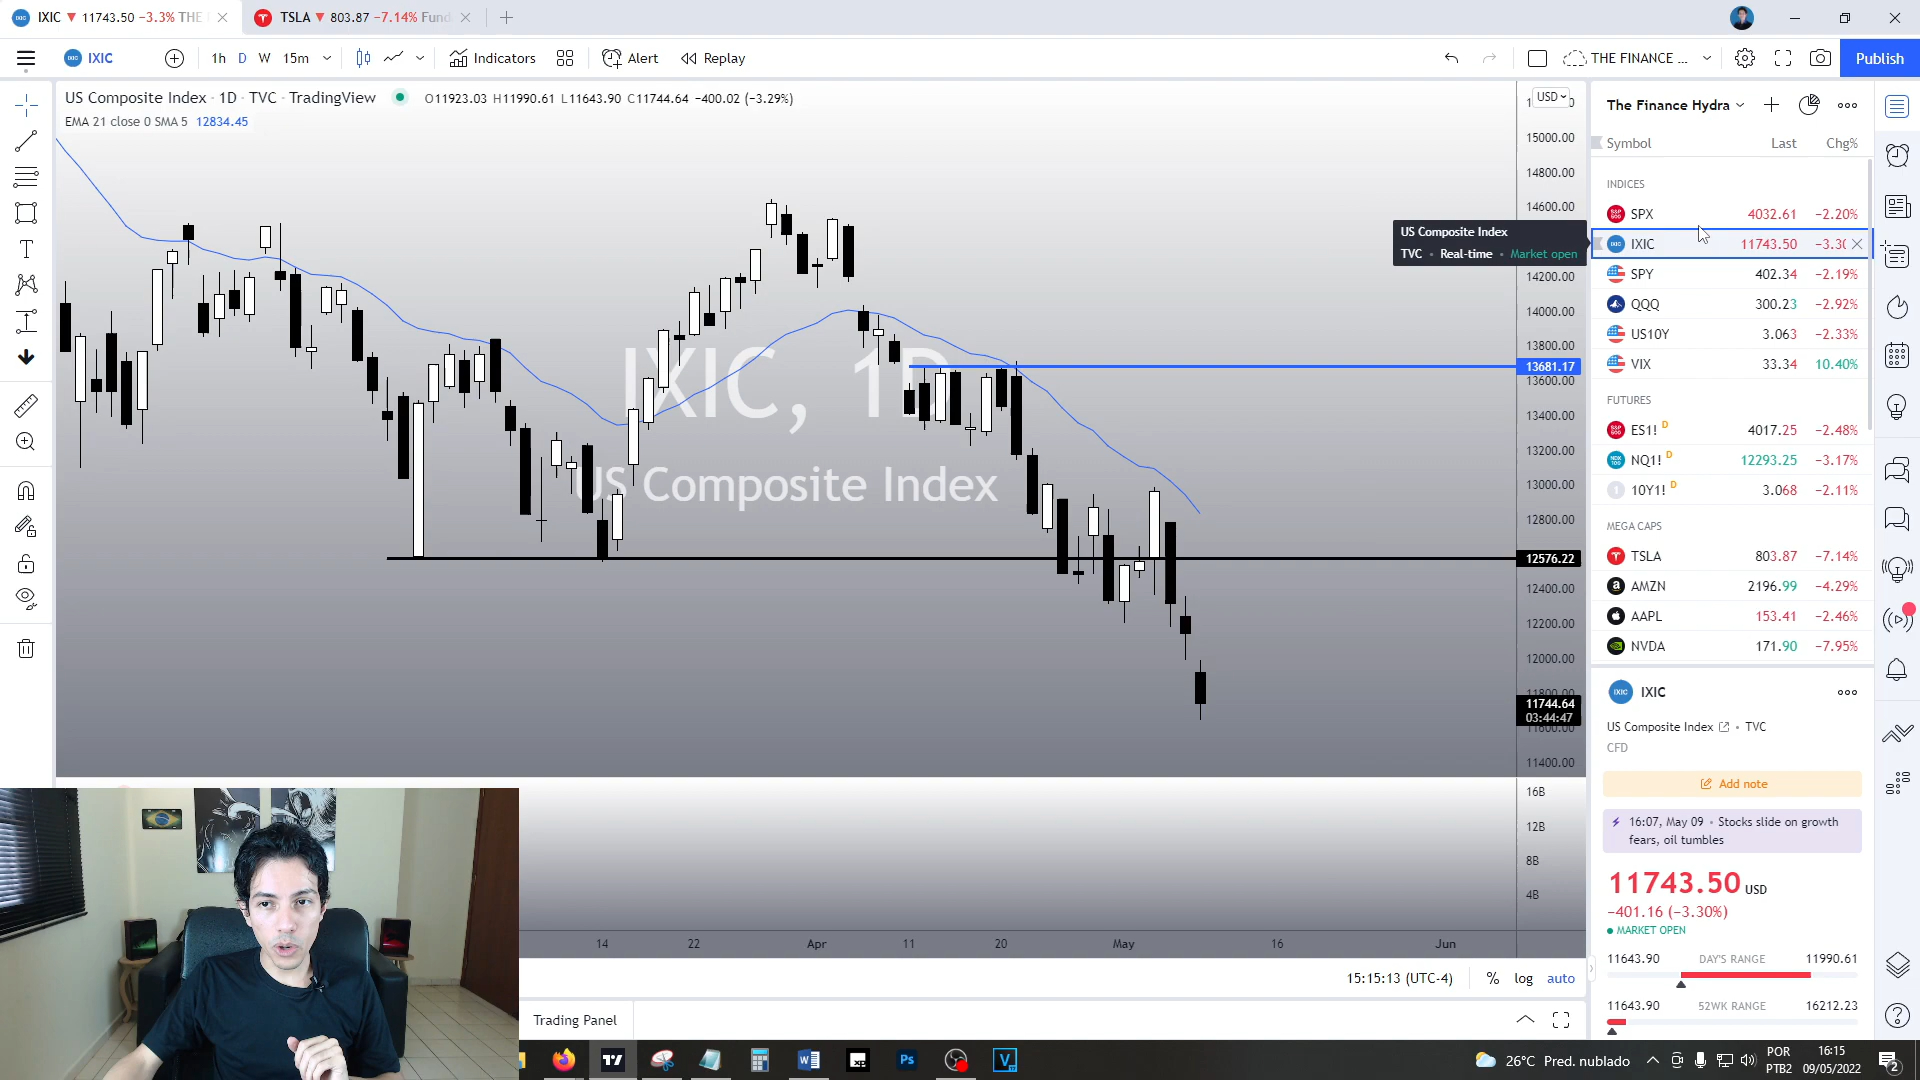 IXIC ▼ 11743.50 −3.3% THE
TSLA ▼ 803.87 −7.14% Fun
IXIC
1h
D
W
15m
Indicators
Alert
Replay
THE FINANCE ...
Publish
US Composite Index · 1D · TVC · TradingView
O11923.03 H11990.61 L11643.90 C11744.64 −400.02 (−3.29%)
EMA 21 close 0 SMA 5 12834.45
IXIC, 1D
US Composite Index
USD
15000.00
14800.00
14600.00
14200.00
14000.00
13800.00
13681.17
13600.00
13400.00
13200.00
13000.00
12800.00
12576.22
12400.00
12200.00
12000.00
11800.00
11744.64
03:44:47
11600.00
11400.00
16B
12B
8B
4B
14
22
Apr
11
20
May
16
Jun
15:15:13 (UTC-4)
%
log
auto
Trading Panel
US Composite Index
TVC • Real-time • Market open
The Finance Hydra
Symbol Last Chg%
INDICES
SPX 4032.61 −2.20%
IXIC 11743.50 −3.30
SPY 402.34 −2.19%
QQQ 300.23 −2.92%
US10Y 3.063 −2.33%
VIX 33.34 10.40%
FUTURES
ES1! D 4017.25 −2.48%
NQ1! D 12293.25 −3.17%
10Y1! D 3.068 −2.11%
MEGA CAPS
TSLA 803.87 −7.14%
AMZN 2196.99 −4.29%
AAPL 153.41 −2.46%
NVDA 171.90 −7.95%
IXIC
US Composite Index • TVC
CFD
Add note
16:07, May 09 • Stocks slide on growth
fears, oil tumbles
11743.50 USD
−401.16 (−3.30%)
MARKET OPEN
11643.90 DAY'S RANGE 11990.61
11643.90 52WK RANGE 16212.23
26°C Pred. nublado
POR
PTB2
16:15
09/05/2022
2